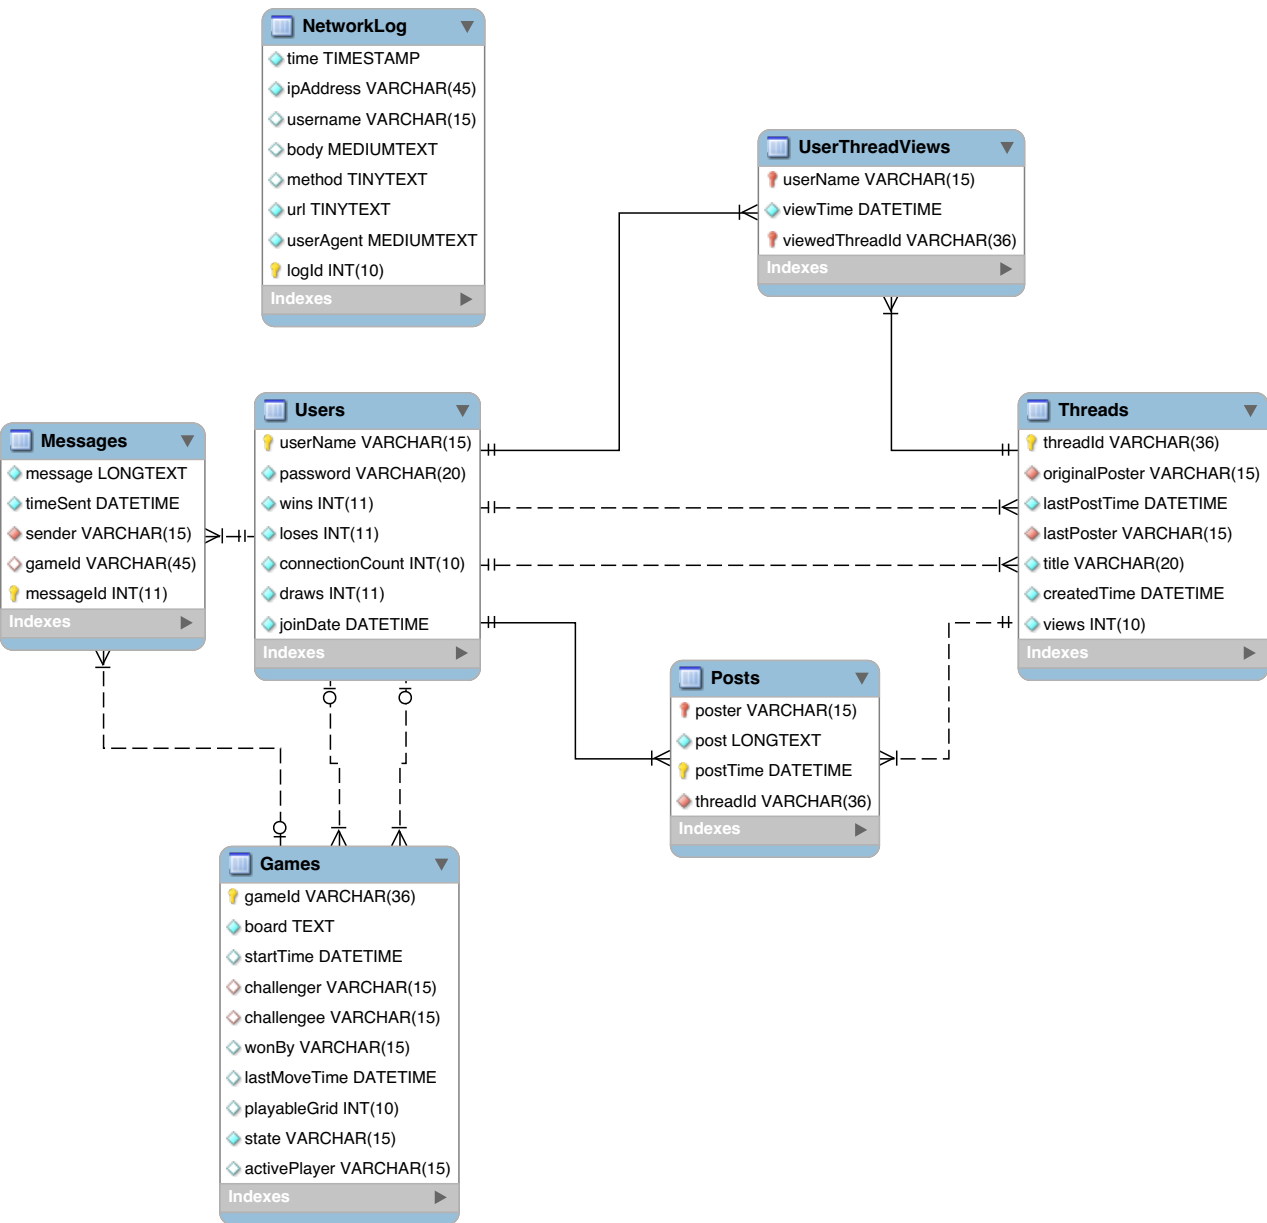 NetworkLog
time TIMESTAMP
ipAddress VARCHAR(45)
username VARCHAR(15)
body MEDIUMTEXT
method TINYTEXT
url TINYTEXT
userAgent MEDIUMTEXT
logId INT(10)
Indexes
UserThreadViews
userName VARCHAR(15)
viewTime DATETIME
viewedThreadId VARCHAR(36)
Indexes
Messages
message LONGTEXT
timeSent DATETIME
sender VARCHAR(15)
gameId VARCHAR(45)
messageId INT(11)
Indexes
Users
userName VARCHAR(15)
password VARCHAR(20)
wins INT(11)
loses INT(11)
connectionCount INT(10)
draws INT(11)
joinDate DATETIME
Indexes
Threads
threadId VARCHAR(36)
originalPoster VARCHAR(15)
lastPostTime DATETIME
lastPoster VARCHAR(15)
title VARCHAR(20)
createdTime DATETIME
views INT(10)
Indexes
Posts
poster VARCHAR(15)
post LONGTEXT
postTime DATETIME
threadId VARCHAR(36)
Indexes
Games
gameId VARCHAR(36)
board TEXT
startTime DATETIME
challenger VARCHAR(15)
challengee VARCHAR(15)
wonBy VARCHAR(15)
lastMoveTime DATETIME
playableGrid INT(10)
state VARCHAR(15)
activePlayer VARCHAR(15)
Indexes